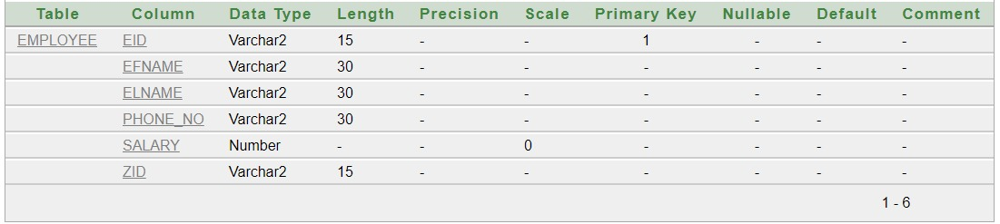 Table Column Data Type Length Precision Scale Primary Key Nullable Default Comment
EMPLOYEE EID Varchar2 15 - - 1 - - -
EFNAME Varchar2 30 - - - - - -
ELNAME Varchar2 30 - - - - - -
PHONE_NO Varchar2 30 - - - - - -
SALARY Number - - 0 - - - -
ZID Varchar2 15 - - - - - -
1 - 6